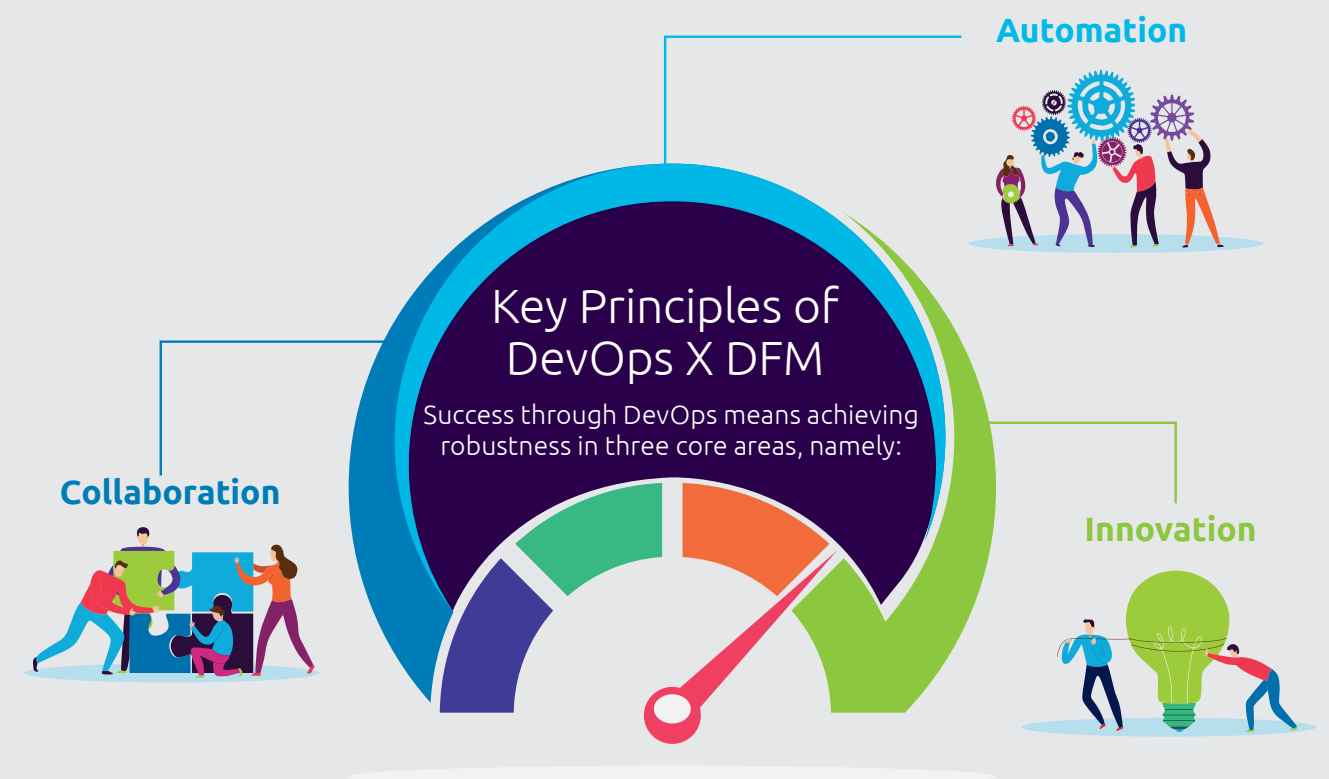 Automation
Key Principles of
DevOps X DFM
Success through DevOps means achieving
robustness in three core areas, namely:
Collaboration
Innovation